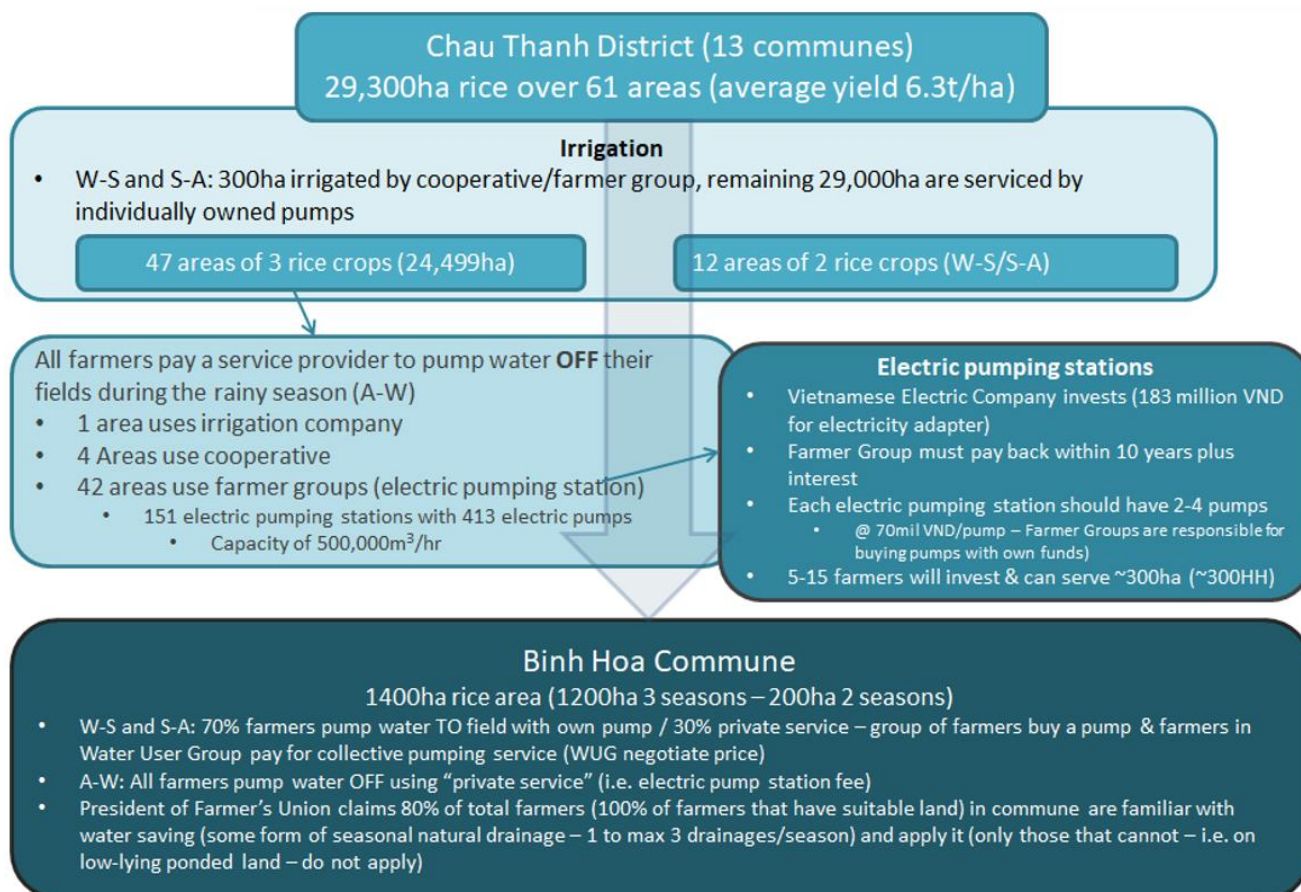 Chau Thanh District (13 communes)
29,300ha rice over 61 areas (average yield 6.3t/ha)
Irrigation
• W-S and S-A: 300ha irrigated by cooperative/farmer group, remaining 29,000ha are serviced by
individually owned pumps
47 areas of 3 rice crops (24,499ha)
12 areas of 2 rice crops (W-S/S-A)
All farmers pay a service provider to pump water OFF their
fields during the rainy season (A-W)
• 1 area uses irrigation company
• 4 Areas use cooperative
• 42 areas use farmer groups (electric pumping station)
• 151 electric pumping stations with 413 electric pumps
• Capacity of 500,000m³/hr
Electric pumping stations
• Vietnamese Electric Company invests (183 million VND
for electricity adapter)
• Farmer Group must pay back within 10 years plus
interest
• Each electric pumping station should have 2-4 pumps
• @ 70mil VND/pump – Farmer Groups are responsible for
buying pumps with own funds)
• 5-15 farmers will invest & can serve ~300ha (~300HH)
Binh Hoa Commune
1400ha rice area (1200ha 3 seasons – 200ha 2 seasons)
• W-S and S-A: 70% farmers pump water TO field with own pump / 30% private service – group of farmers buy a pump & farmers in
Water User Group pay for collective pumping service (WUG negotiate price)
• A-W: All farmers pump water OFF using “private service” (i.e. electric pump station fee)
• President of Farmer’s Union claims 80% of total farmers (100% of farmers that have suitable land) in commune are familiar with
water saving (some form of seasonal natural drainage – 1 to max 3 drainages/season) and apply it (only those that cannot – i.e. on
low-lying ponded land – do not apply)